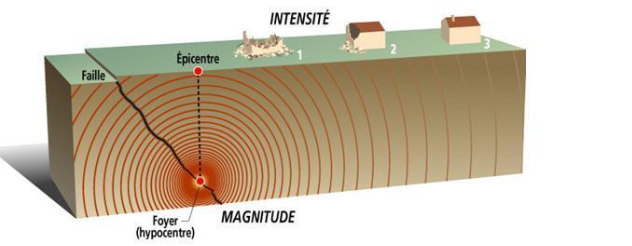 INTENSITÉ
1
2
3
Épicentre
Faille
Foyer
(hypocentre)
MAGNITUDE